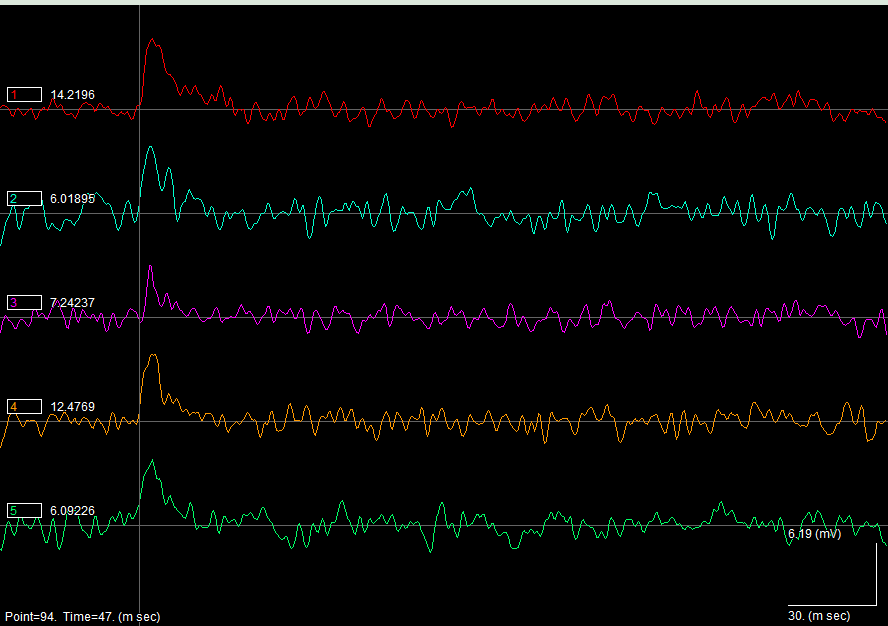 1 14.2196
2 6.01895
3 7.24237
4 12.4769
5 6.09226
6.19 (mV)
30. (m sec)
Point=94. Time=47. (m sec)